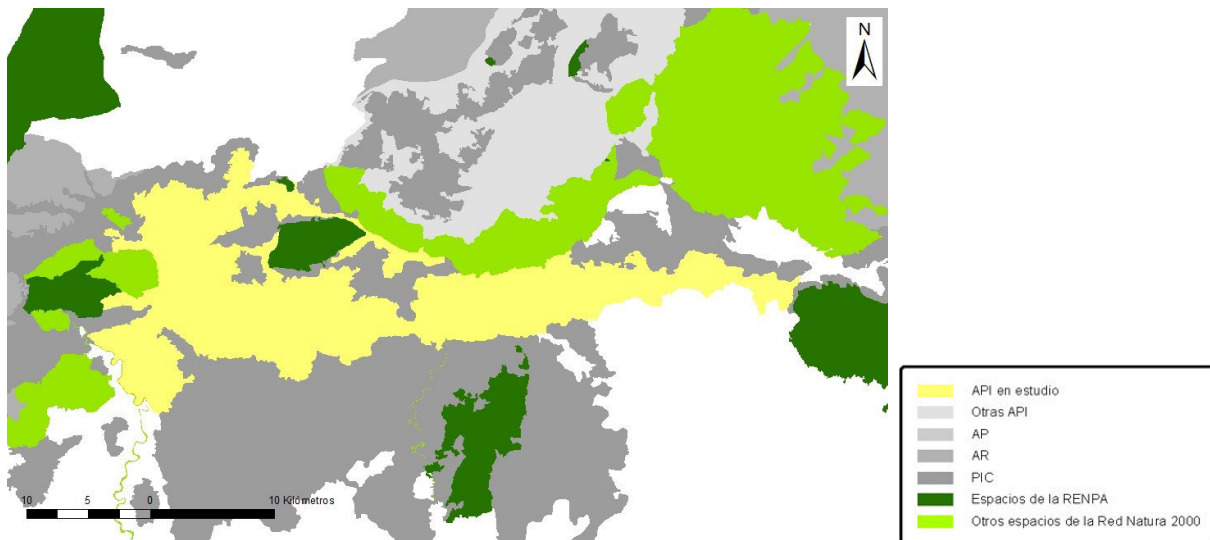 N
10 5 0 10 Kilómetros
API en estudio
Otras API
AP
AR
PIC
Espacios de la RENPA
Otros espacios de la Red Natura 2000